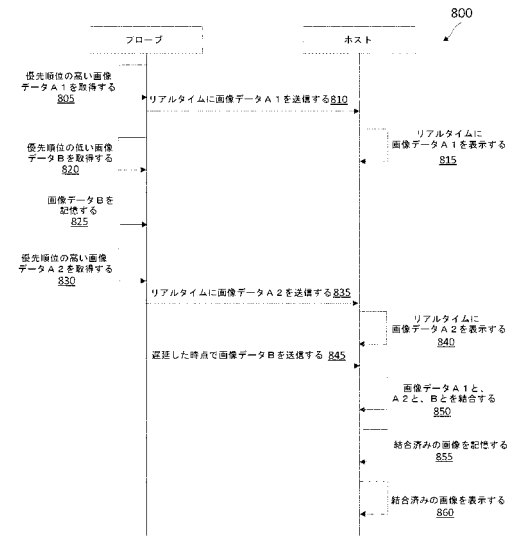 800
プローブ
ホスト
優先順位の高い画像
データA1を取得する
805
リアルタイムに画像データA1を送信する810
リアルタイムに
画像データA1を表示する
815
優先順位の低い画像
データBを取得する
820
画像データBを
記憶する
825
優先順位の高い画像
データA2を取得する
830
リアルタイムに画像データA2を送信する835
リアルタイムに
画像データA2を表示する
840
遅延した時点で画像データBを送信する 845
画像データA1と、
A2と、Bとを結合する
850
結合済みの画像を記憶する
855
結合済みの画像を表示する
860